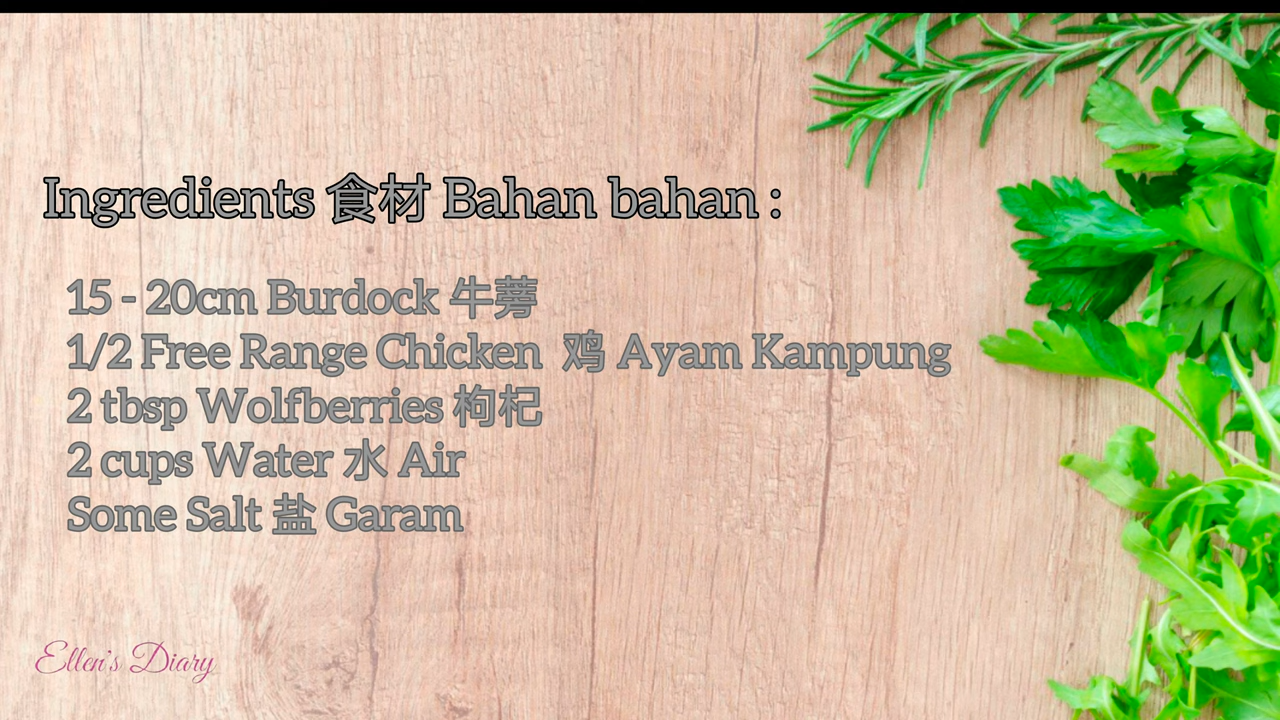 Ingredients 食材 Bahan bahan :
15 - 20cm Burdock 牛蒡
1/2 Free Range Chicken 鸡 Ayam Kampung
2 tbsp Wolfberries 枸杞
2 cups Water 水 Air
Some Salt 盐 Garam
Ellen's Diary